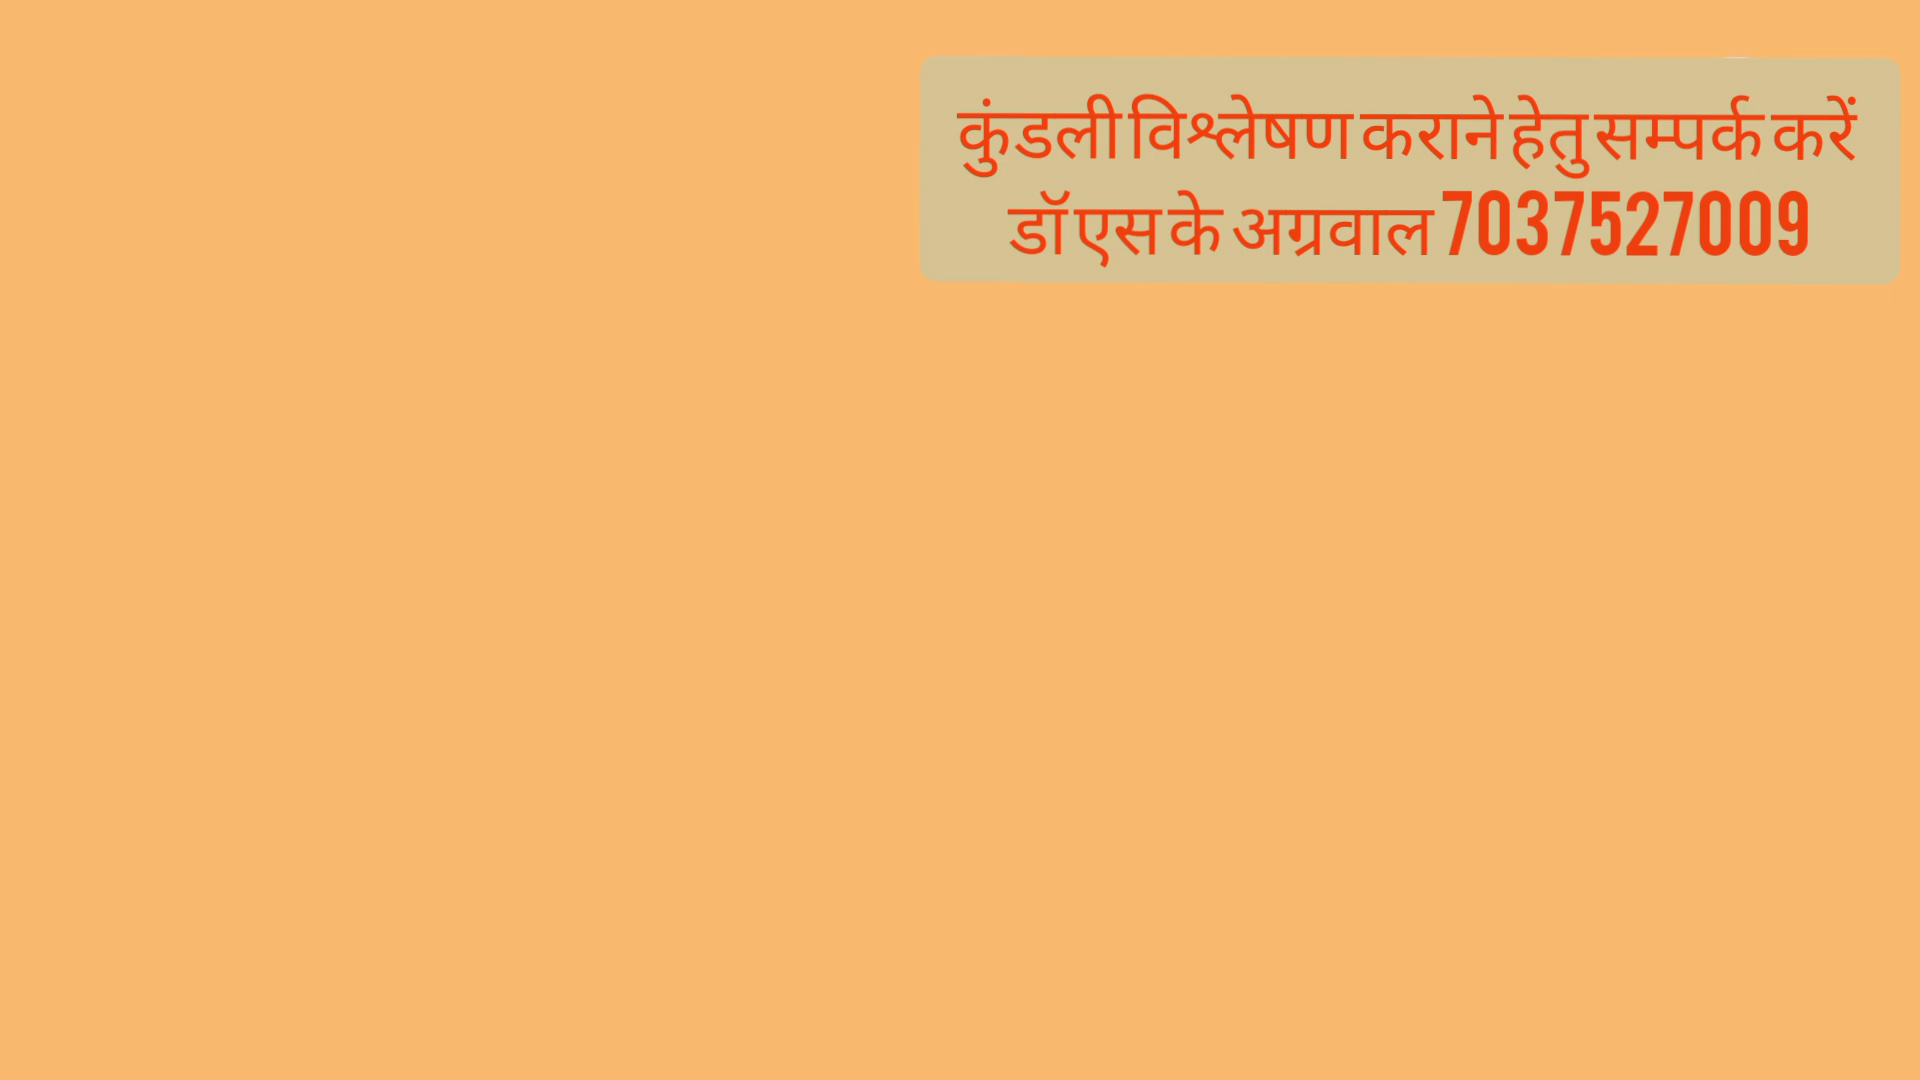 कुंडली विश्लेषण कराने हेतु सम्पर्क करें
डॉ एस के अग्रवाल 7037527009